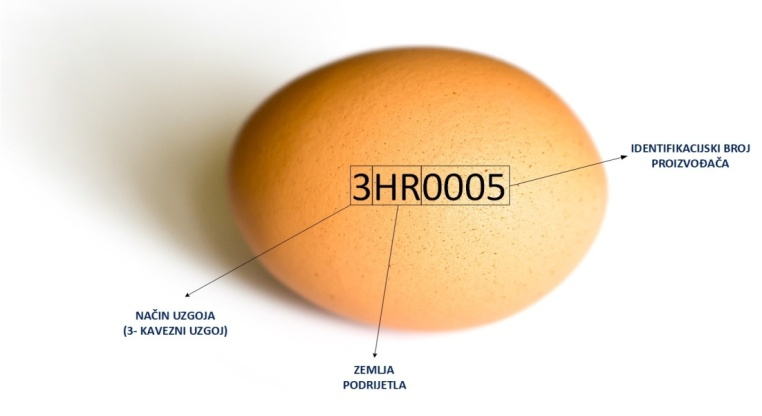 3HR0005
IDENTIFIKACIJSKI BROJ
PROIZVOĐAČA
NAČIN UZGOJA
(3- KAVEZNI UZGOJ)
ZEMLJA
PODRIJETLA